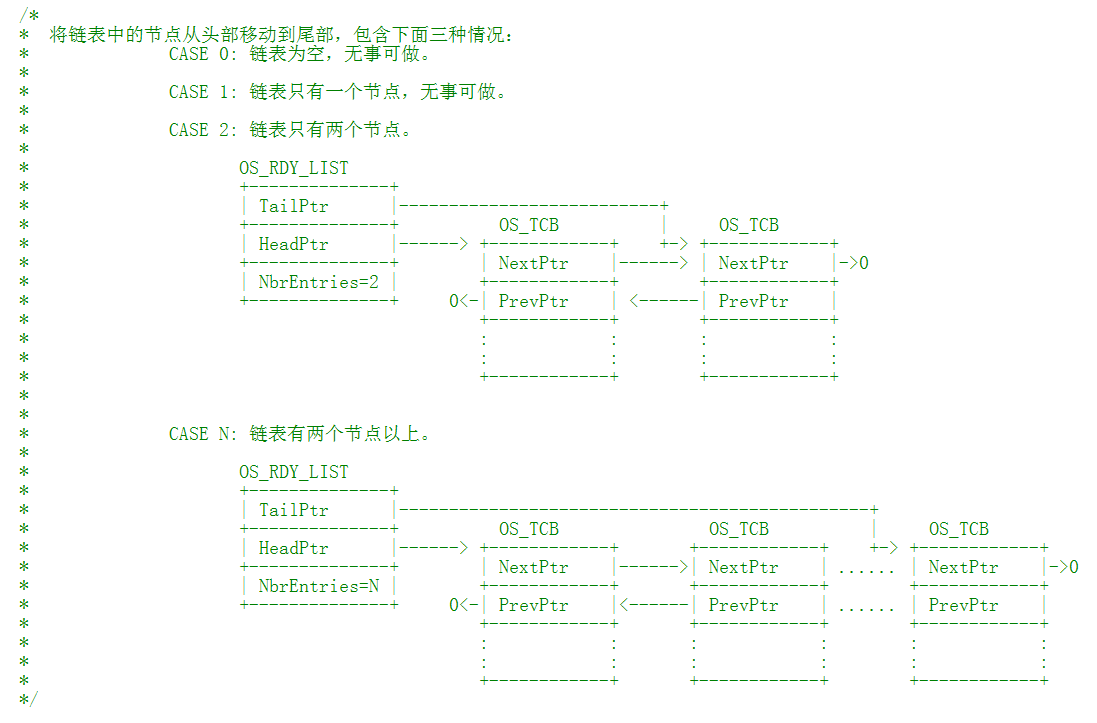 /*
*  将链表中的节点从头部移动到尾部，包含下面三种情况：
*              CASE 0: 链表为空，无事可做。
*
*              CASE 1: 链表只有一个节点，无事可做。
*
*              CASE 2: 链表只有两个节点。
*
*                     OS_RDY_LIST
*                     +--------------+
*                     | TailPtr      |--------------------------+
*                     +--------------+          OS_TCB          |     OS_TCB
*                     | HeadPtr      |------> +------------+    +-> +------------+
*                     +--------------+        | NextPtr    |------> | NextPtr    |->0
*                     | NbrEntries=2 |        +------------+        +------------+
*                     +--------------+     0<-| PrevPtr    | <------| PrevPtr    |
*                                             +------------+        +------------+
*                                             :            :        :            :
*                                             :            :        :            :
*                                             +------------+        +------------+
*
*
*              CASE N: 链表有两个节点以上。
*
*                     OS_RDY_LIST
*                     +--------------+
*                     | TailPtr      |-----------------------------------------------+
*                     +--------------+          OS_TCB               OS_TCB          |     OS_TCB
*                     | HeadPtr      |------> +------------+       +------------+    +-> +------------+
*                     +--------------+        | NextPtr    |------>| NextPtr    | ...... | NextPtr    |->0
*                     | NbrEntries=N |        +------------+       +------------+        +------------+
*                     +--------------+     0<-| PrevPtr    |<------| PrevPtr    | ...... | PrevPtr    |
*                                             +------------+       +------------+        +------------+
*                                             :            :       :            :        :            :
*                                             :            :       :            :        :            :
*                                             +------------+       +------------+        +------------+
*/